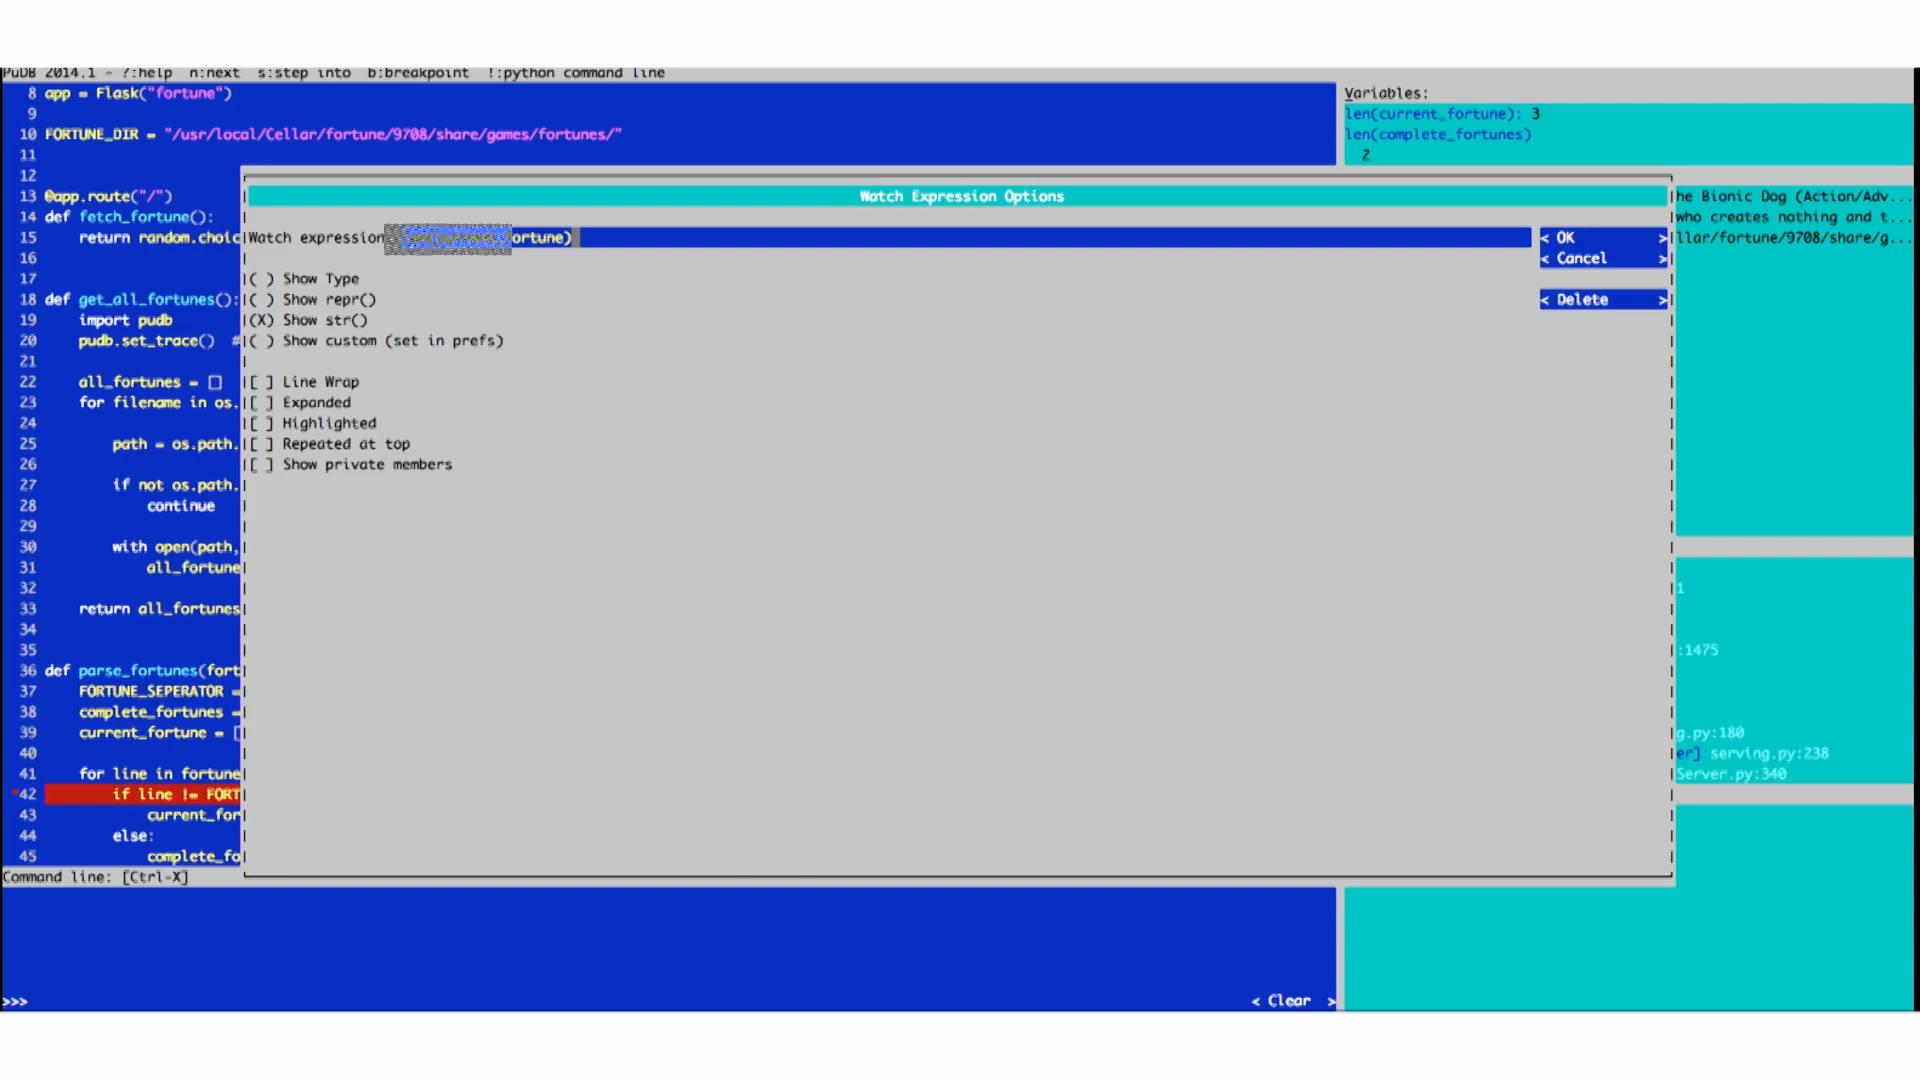 PuDB 2014.1 - ?:help  n:next  s:step into  b:breakpoint  !:python command line
8 app = Flask("fortune")
9
10 FORTUNE_DIR = "/usr/local/Cellar/fortune/9708/share/games/fortunes/"
11
12
13 @app.route("/")
14 def fetch_fortune():
15     return random.choic
16
17
18 def get_all_fortunes():
19     import pudb
20     pudb.set_trace()  #
21
22     all_fortunes = []
23     for filename in os.
24
25         path = os.path.
26
27         if not os.path.
28             continue
29
30         with open(path,
31             all_fortune
32
33     return all_fortunes
34
35
36 def parse_fortunes(fort
37     FORTUNE_SEPERATOR =
38     complete_fortunes =
39     current_fortune = [
40
41     for line in fortune
*42         if line != FORT
43             current_for
44         else:
45             complete_fo
Command line: [Ctrl-X]
>>>
< Clear >
Watch Expression Options
Watch expression
ortune)
( ) Show Type
( ) Show repr()
(X) Show str()
( ) Show custom (set in prefs)
[ ] Line Wrap
[ ] Expanded
[ ] Highlighted
[ ] Repeated at top
[ ] Show private members
< OK >
< Cancel >
< Delete >
Variables:
len(current_fortune): 3
len(complete_fortunes)
2
he Bionic Dog (Action/Adv...
who creates nothing and t...
llar/fortune/9708/share/g...
1
:1475
g.py:180
er] serving.py:238
Server.py:340